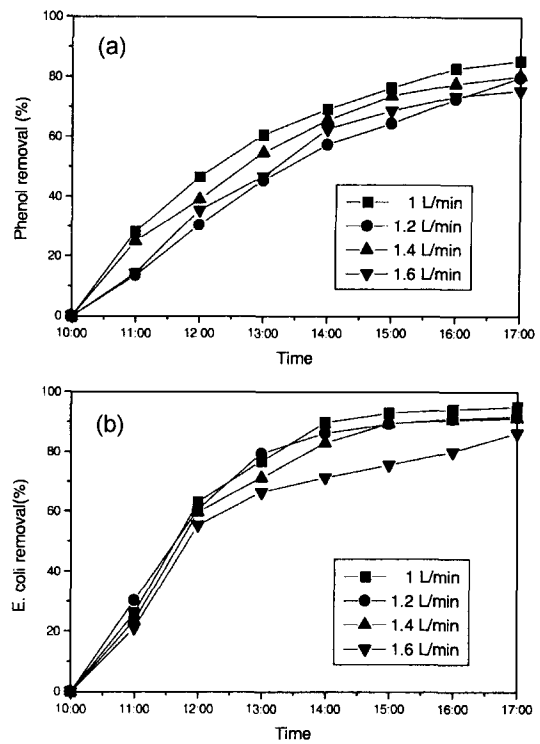 (a)
Phenol removal (%)
100
80
60
40
20
0
1 L/min
1.2 L/min
1.4 L/min
1.6 L/min
10:00 11:00 12:00 13:00 14:00 15:00 16:00 17:00
Time
(b)
E. coli removal(%)
100
80
60
40
20
0
1 L/min
1.2 L/min
1.4 L/min
1.6 L/min
10:00 11:00 12:00 13:00 14:00 15:00 16:00 17:00
Time